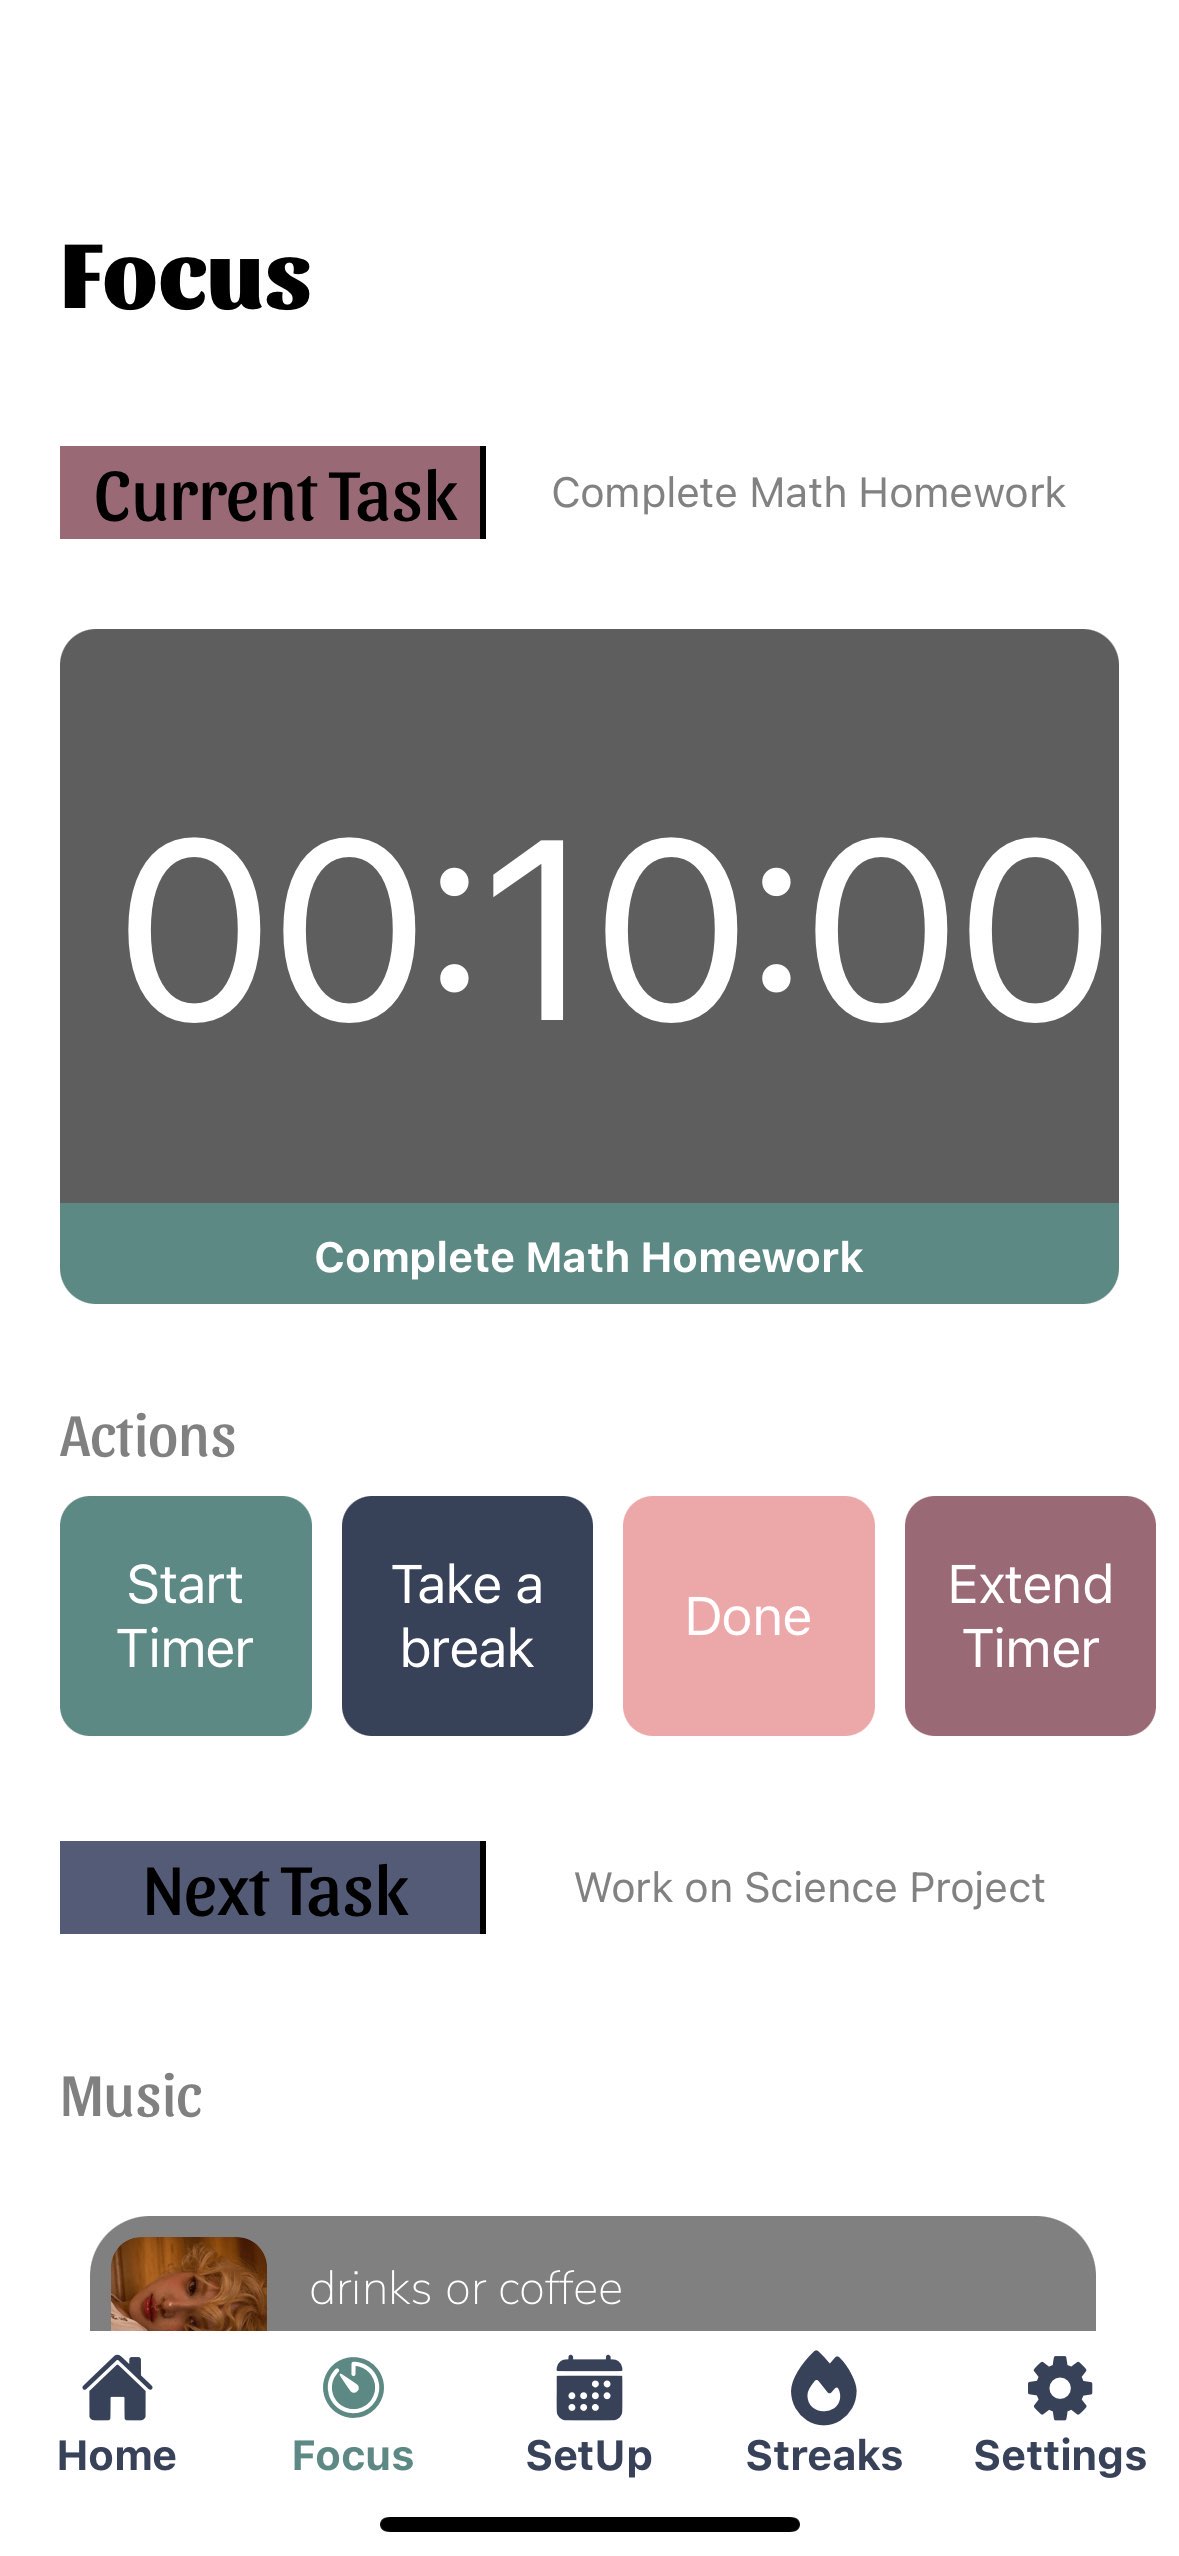 Focus
Current Task
Complete Math Homework
00:10:00
Complete Math Homework
Actions
Start
Timer
Take a
break
Done
Extend
Timer
Next Task
Work on Science Project
Music
drinks or coffee
Home
Focus
SetUp
Streaks
Settings